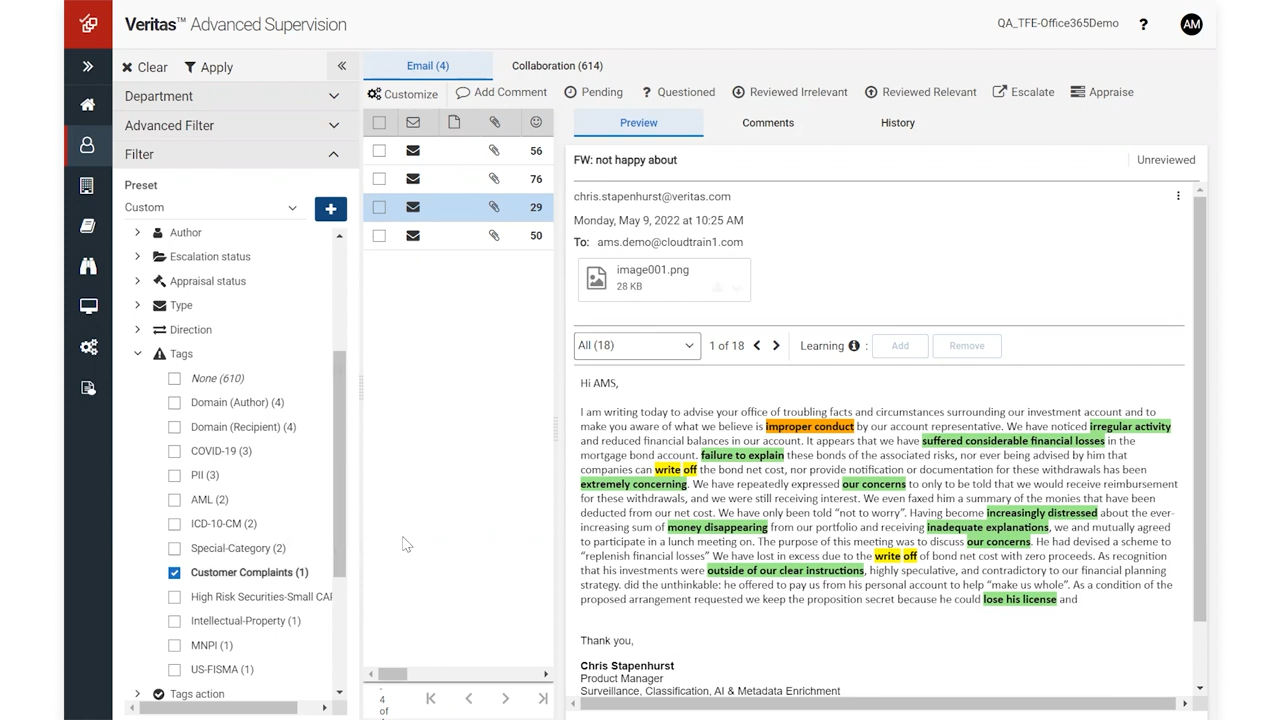 Veritas™ Advanced Supervision
QA_TFE-Office365Demo
?
AM
Clear
Apply
Email (4)
Collaboration (614)
Department
Customize
Add Comment
Pending
? Questioned
Reviewed Irrelevant
Reviewed Relevant
Escalate
Appraise
Advanced Filter
Preview
Comments
History
Filter
Preset
Custom
+
Author
Escalation status
Appraisal status
Type
Direction
Tags
None (610)
Domain (Author) (4)
Domain (Recipient) (4)
COVID-19 (3)
PII (3)
AML (2)
ICD-10-CM (2)
Special-Category (2)
Customer Complaints (1)
High Risk Securities-Small CAP
Intellectual-Property (1)
MNPI (1)
US-FISMA (1)
Tags action
56
76
29
50
4
of
FW: not happy about
Unreviewed
chris.stapenhurst@veritas.com
Monday, May 9, 2022 at 10:25 AM
To: ams.demo@cloudtrain1.com
image001.png
28 KB
All (18)
1 of 18
Learning :
Add
Remove
Hi AMS,
I am writing today to advise your office of troubling facts and circumstances surrounding our investment account and to
make you aware of what we believe is improper conduct by our account representative. We have noticed irregular activity
and reduced financial balances in our account. It appears that we have suffered considerable financial losses in the
mortgage bond account. failure to explain these bonds of the associated risks, nor ever being advised by him that
companies can write off the bond net cost, nor provide notification or documentation for these withdrawals has been
extremely concerning. We have repeatedly expressed our concerns to only to be told that we would receive reimbursement
for these withdrawals, and we were still receiving interest. We even faxed him a summary of the monies that have been
deducted from our net cost. We have only been told “not to worry”. Having become increasingly distressed about the ever-
increasing sum of money disappearing from our portfolio and receiving inadequate explanations, we and mutually agreed
to participate in a lunch meeting on. The purpose of this meeting was to discuss our concerns. He had devised a scheme to
“replenish financial losses” We have lost in excess due to the write off of bond net cost with zero proceeds. As recognition
that his investments were outside of our clear instructions, highly speculative, and contradictory to our financial planning
strategy. did the unthinkable: he offered to pay us from his personal account to help “make us whole”. As a condition of the
proposed arrangement requested we keep the proposition secret because he could lose his license and
Thank you,
Chris Stapenhurst
Product Manager
Surveillance, Classification, AI & Metadata Enrichment